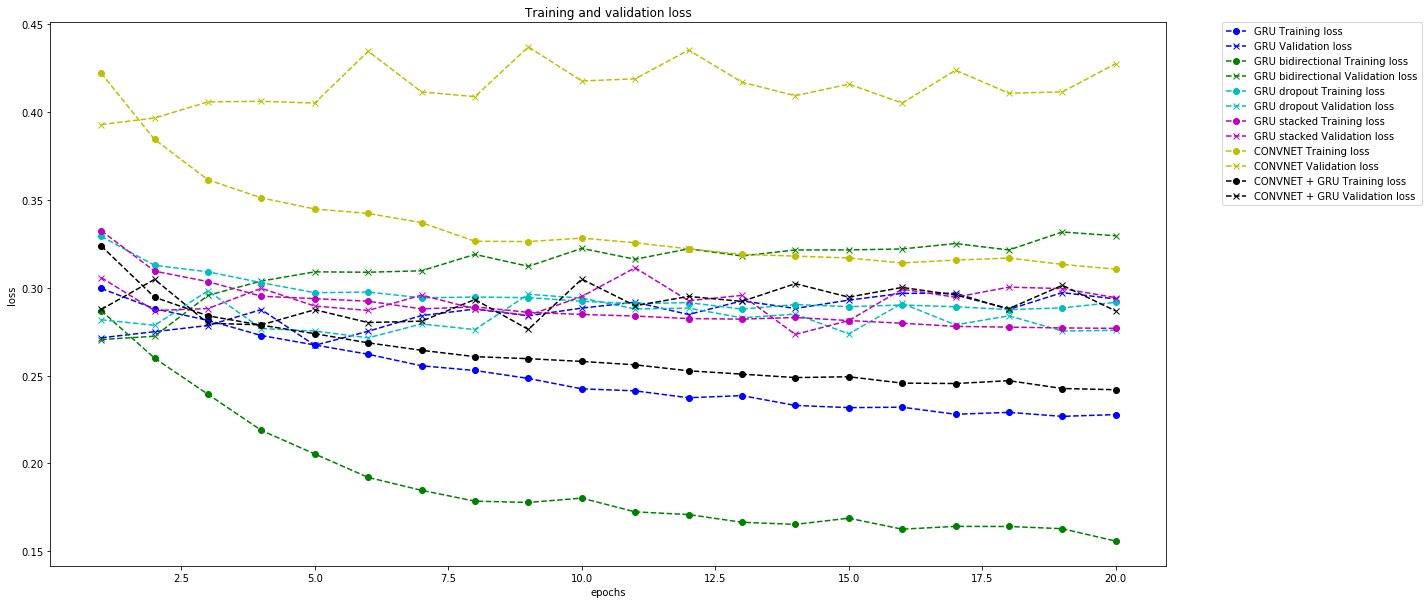 Training and validation loss
0.45
0.40
0.35
0.30
0.25
0.20
0.15
loss
2.5 5.0 7.5 10.0 12.5 15.0 17.5 20.0
epochs
GRU Training loss
GRU Validation loss
GRU bidirectional Training loss
GRU bidirectional Validation loss
GRU dropout Training loss
GRU dropout Validation loss
GRU stacked Training loss
GRU stacked Validation loss
CONVNET Training loss
CONVNET Validation loss
CONVNET + GRU Training loss
CONVNET + GRU Validation loss